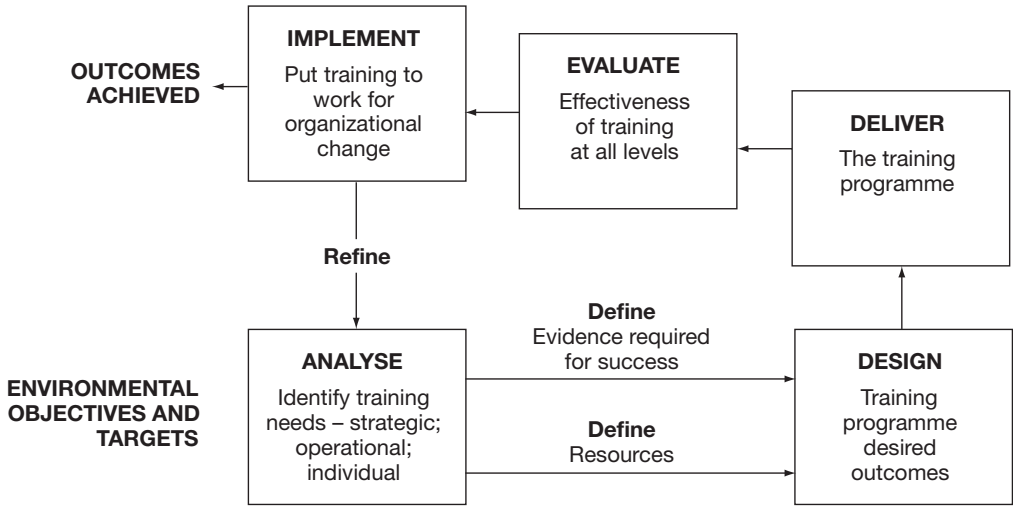 OUTCOMES
ACHIEVED
IMPLEMENT
Put training to
work for
organizational
change
EVALUATE
Effectiveness
of training
at all levels
DELIVER
The training
programme
Refine
ENVIRONMENTAL
OBJECTIVES AND
TARGETS
ANALYSE
Identify training
needs – strategic;
operational;
individual
Define
Evidence required
for success
Define
Resources
DESIGN
Training
programme
desired
outcomes